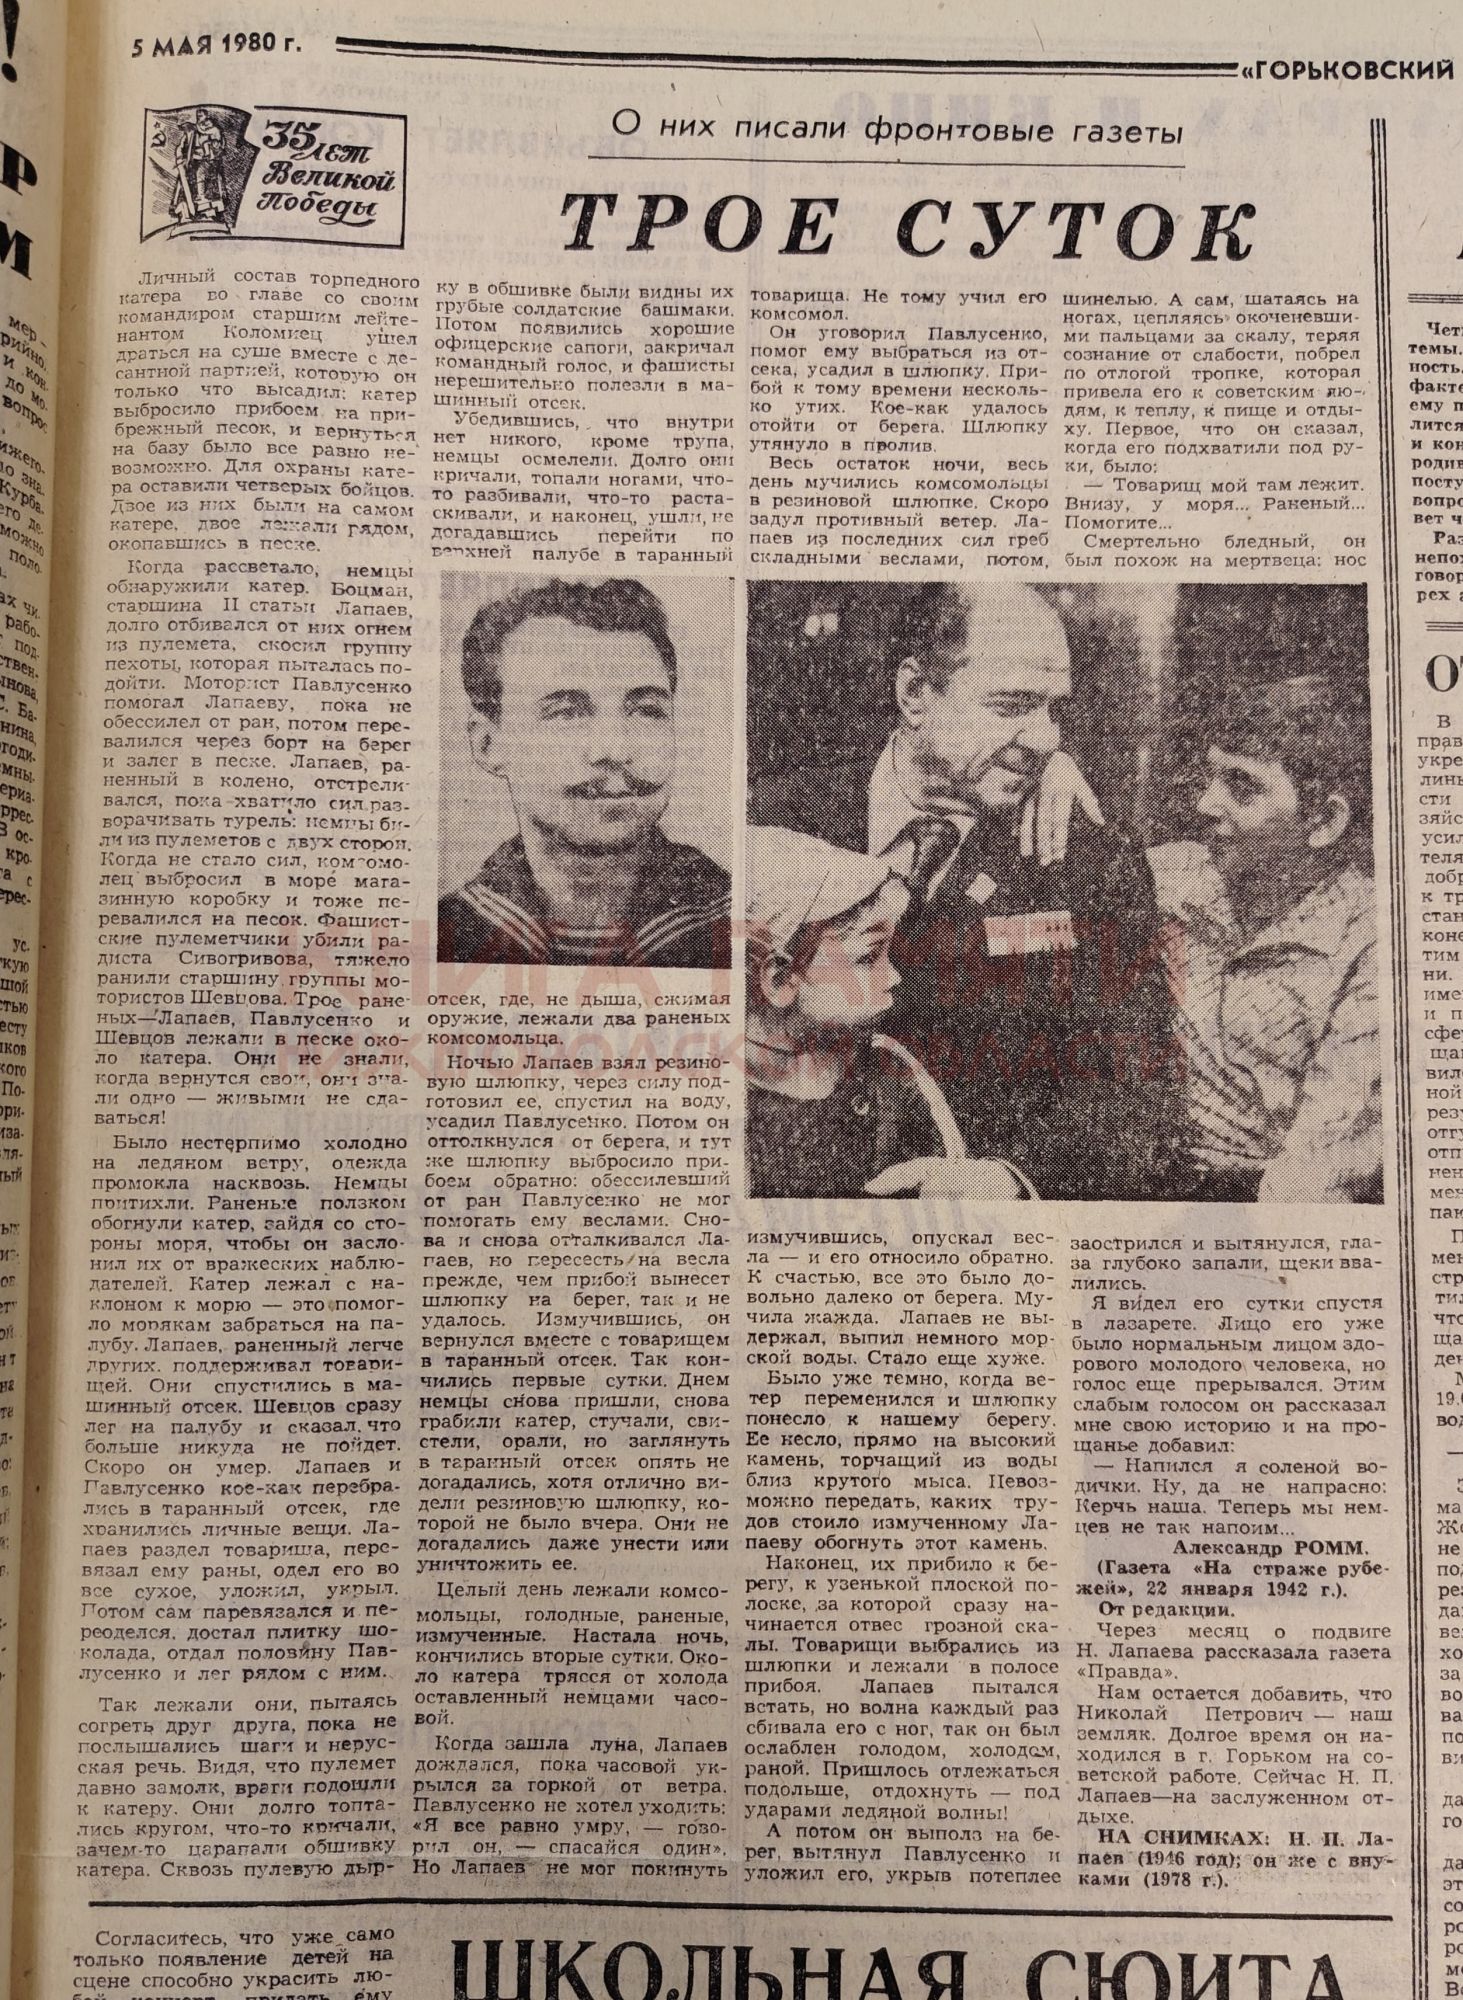 5 МАЯ 1980 г.
«ГОРЬКОВСКИЙ
35 лет
Великой
Победы
О них писали фронтовые газеты
ТРОЕ СУТОК
Личный состав торпедного
катера во главе со своим
командиром старшим лейте-
нантом Коломиец ушел
драться на суше вместе с де-
сантной партией, которую он
только что высадил: катер
выбросило прибоем на при-
брежный песок, и вернуться
на базу было все равно не-
возможно. Для охраны кате-
ра оставили четверых бойцов.
Двое из них были на самом
катере, двое лежали рядом,
окопавшись в песке.
Когда рассветало, немцы
обнаружили катер. Боцман,
старшина II статьи Лапаев,
долго отбивался от них огнем
из пулемета, скосил группу
пехоты, которая пыталась по-
дойти. Моторист Павлусенко
помогал Лапаеву, пока не
обессилел от ран, потом пере-
валился через борт на берег
и залег в песке. Лапаев, ра-
ненный в колено, отстрели-
вался, пока хватило сил раз-
ворачивать турель: немцы би-
ли из пулеметов с двух сторон.
Когда не стало сил, комсомо-
лец выбросил в море мага-
зинную коробку и тоже пе-
ревалился на песок. Фашист-
ские пулеметчики убили ра-
диста Сивогривова, тяжело
ранили старшину группы мо-
тористов Шевцова. Трое ране-
ных—Лапаев, Павлусенко и
Шевцов лежали в песке око-
ло катера. Они не знали,
когда вернутся свои, они зна-
ли одно — живыми не сда-
ваться!
Было нестерпимо холодно
на ледяном ветру, одежда
промокла насквозь. Немцы
притихли. Раненые ползком
обогнули катер, зайдя со сто-
роны моря, чтобы он засло-
нил их от вражеских наблю-
дателей. Катер лежал с на-
клоном к морю — это помог-
ло морякам забраться на па-
лубу. Лапаев, раненный легче
других, поддерживал товари-
щей. Они спустились в ма-
шинный отсек. Шевцов сразу
лег на палубу и сказал, что
больше никуда не пойдет.
Скоро он умер. Лапаев и
Павлусенко кое-как перебра-
лись в таранный отсек, где
хранились личные вещи. Ла-
паев раздел товарища, пере-
вязал ему раны, одел его во
все сухое, уложил, укрыл.
Потом сам перевязался и пе-
реоделся, достал плитку шо-
колада, отдал половину Пав-
лусенко и лег рядом с ним.
Так лежали они, пытаясь
согреть друг друга, пока не
послышались шаги и нерус-
ская речь. Видя, что пулемет
давно замолк, враги подошли
к катеру. Они долго топта-
лись кругом, что-то кричали,
зачем-то царапали обшивку
катера. Сквозь пулевую дыр-
ку в обшивке были видны их
грубые солдатские башмаки.
Потом появились хорошие
офицерские сапоги, закричал
командный голос, и фашисты
нерешительно полезли в ма-
шинный отсек.
Убедившись, что внутри
нет никого, кроме трупа,
немцы осмелели. Долго они
кричали, топали ногами, что-
то разбивали, что-то раста-
скивали, и наконец, ушли, не
догадавшись перейти по
верхней палубе в таранный
отсек, где, не дыша, сжимая
оружие, лежали два раненых
комсомольца.
Ночью Лапаев взял резино-
вую шлюпку, через силу под-
готовил ее, спустил на воду,
усадил Павлусенко. Потом он
оттолкнулся от берега, и тут
же шлюпку выбросило при-
боем обратно: обессилевший
от ран Павлусенко не мог
помогать ему веслами. Сно-
ва и снова отталкивался Ла-
паев, но пересесть на весла
прежде, чем прибой вынесет
шлюпку на берег, так и не
удалось. Измучившись, он
вернулся вместе с товарищем
в таранный отсек. Так кон-
чились первые сутки. Днем
немцы снова пришли, снова
грабили катер, стучали, сви-
стели, орали, но заглянуть
в таранный отсек опять не
догадались, хотя отлично ви-
дели резиновую шлюпку, ко-
торой не было вчера. Они не
догадались даже унести или
уничтожить ее.
Целый день лежали комсо-
мольцы, голодные, раненые,
измученные. Настала ночь,
кончились вторые сутки. Око-
ло катера трясся от холода
оставленный немцами часо-
вой.
Когда зашла луна, Лапаев
дождался, пока часовой ук-
рылся за горкой от ветра.
Павлусенко не хотел уходить:
«Я все равно умру, — гово-
рил он, — спасайся один».
Но Лапаев не мог покинуть
товарища. Не тому учил его
комсомол.
Он уговорил Павлусенко,
помог ему выбраться из от-
сека, усадил в шлюпку. При-
бой к тому времени несколь-
ко утих. Кое-как удалось
отойти от берега. Шлюпку
утянуло в пролив.
Весь остаток ночи, весь
день мучились комсомольцы
в резиновой шлюпке. Скоро
задул противный ветер. Ла-
паев из последних сил греб
складными веслами, потом,
измучившись, опускал вес-
ла — и его относило обратно.
К счастью, все это было до-
вольно далеко от берега. Му-
чила жажда. Лапаев не вы-
держал, выпил немного мор-
ской воды. Стало еще хуже.
Было уже темно, когда ве-
тер переменился и шлюпку
понесло к нашему берегу.
Ее несло, прямо на высокий
камень, торчащий из воды
близ крутого мыса. Невоз-
можно передать, каких тру-
дов стоило измученному Ла-
паеву обогнуть этот камень.
Наконец, их прибило к бе-
регу, к узенькой плоской по-
лоске, за которой сразу на-
чинается отвес грозной ска-
лы. Товарищи выбрались из
шлюпки и лежали в полосе
прибоя. Лапаев пытался
встать, но волна каждый раз
сбивала его с ног, так он был
ослаблен голодом, холодом,
раной. Пришлось отлежаться
подольше, отдохнуть — под
ударами ледяной волны!
А потом он выполз на бе-
рег, вытянул Павлусенко и
уложил его, укрыв потеплее
шинелью. А сам, шатаясь на
ногах, цепляясь окоченевши-
ми пальцами за скалу, теряя
сознание от слабости, побрел
по отлогой тропке, которая
привела его к советским лю-
дям, к теплу, к пище и отды-
ху. Первое, что он сказал,
когда его подхватили под ру-
ки, было:
— Товарищ мой там лежит.
Внизу, у моря... Раненый...
Помогите...
Смертельно бледный, он
был похож на мертвеца: нос
заострился и вытянулся, гла-
за глубоко запали, щеки вва-
лились.
Я видел его сутки спустя
в лазарете. Лицо его уже
было нормальным лицом здо-
рового молодого человека, но
голос еще прерывался. Этим
слабым голосом он рассказал
мне свою историю и на про-
щанье добавил:
— Напился я соленой во-
дички. Ну, да не напрасно:
Керчь наша. Теперь мы нем-
цев не так напоим...
Александр РОММ.
(Газета «На страже рубе-
жей», 22 января 1942 г.).
От редакции.
Через месяц о подвиге
Н. Лапаева рассказала газета
«Правда».
Нам остается добавить, что
Николай Петрович — наш
земляк. Долгое время он на-
ходился в г. Горьком на со-
ветской работе. Сейчас Н. П.
Лапаев—на заслуженном от-
дыхе.
НА СНИМКАХ: Н. П. Ла-
паев (1946 год); он же с вну-
ками (1978 г.).
КНИГА ПАМЯТИ
НИЖЕГОРОДСКОЙ ОБЛАСТИ
Согласитесь, что уже само
только появление детей на
сцене способно украсить лю-
ШКОЛЬНАЯ СЮИТА